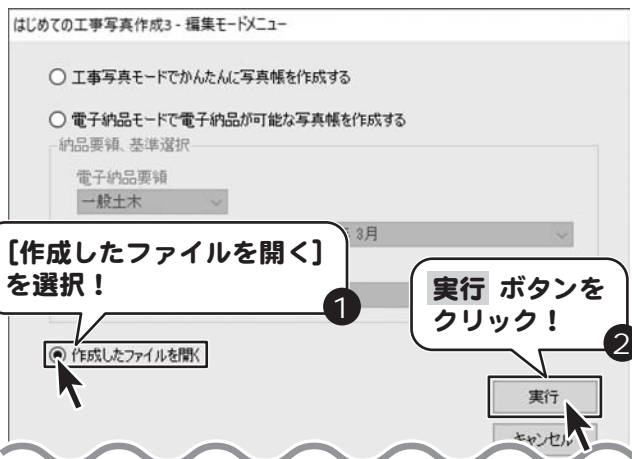 はじめての工事写真作成3 - 編集モードメニュー
工事写真モードでかんたんに写真帳を作成する
電子納品モードで電子納品が可能な写真帳を作成する
納品要領、基準選択
電子納品要領
一般土木
3月
[作成したファイルを開く]
を選択！
1
実行 ボタンを
クリック！
2
作成したファイルを開く
実行
キャンセル